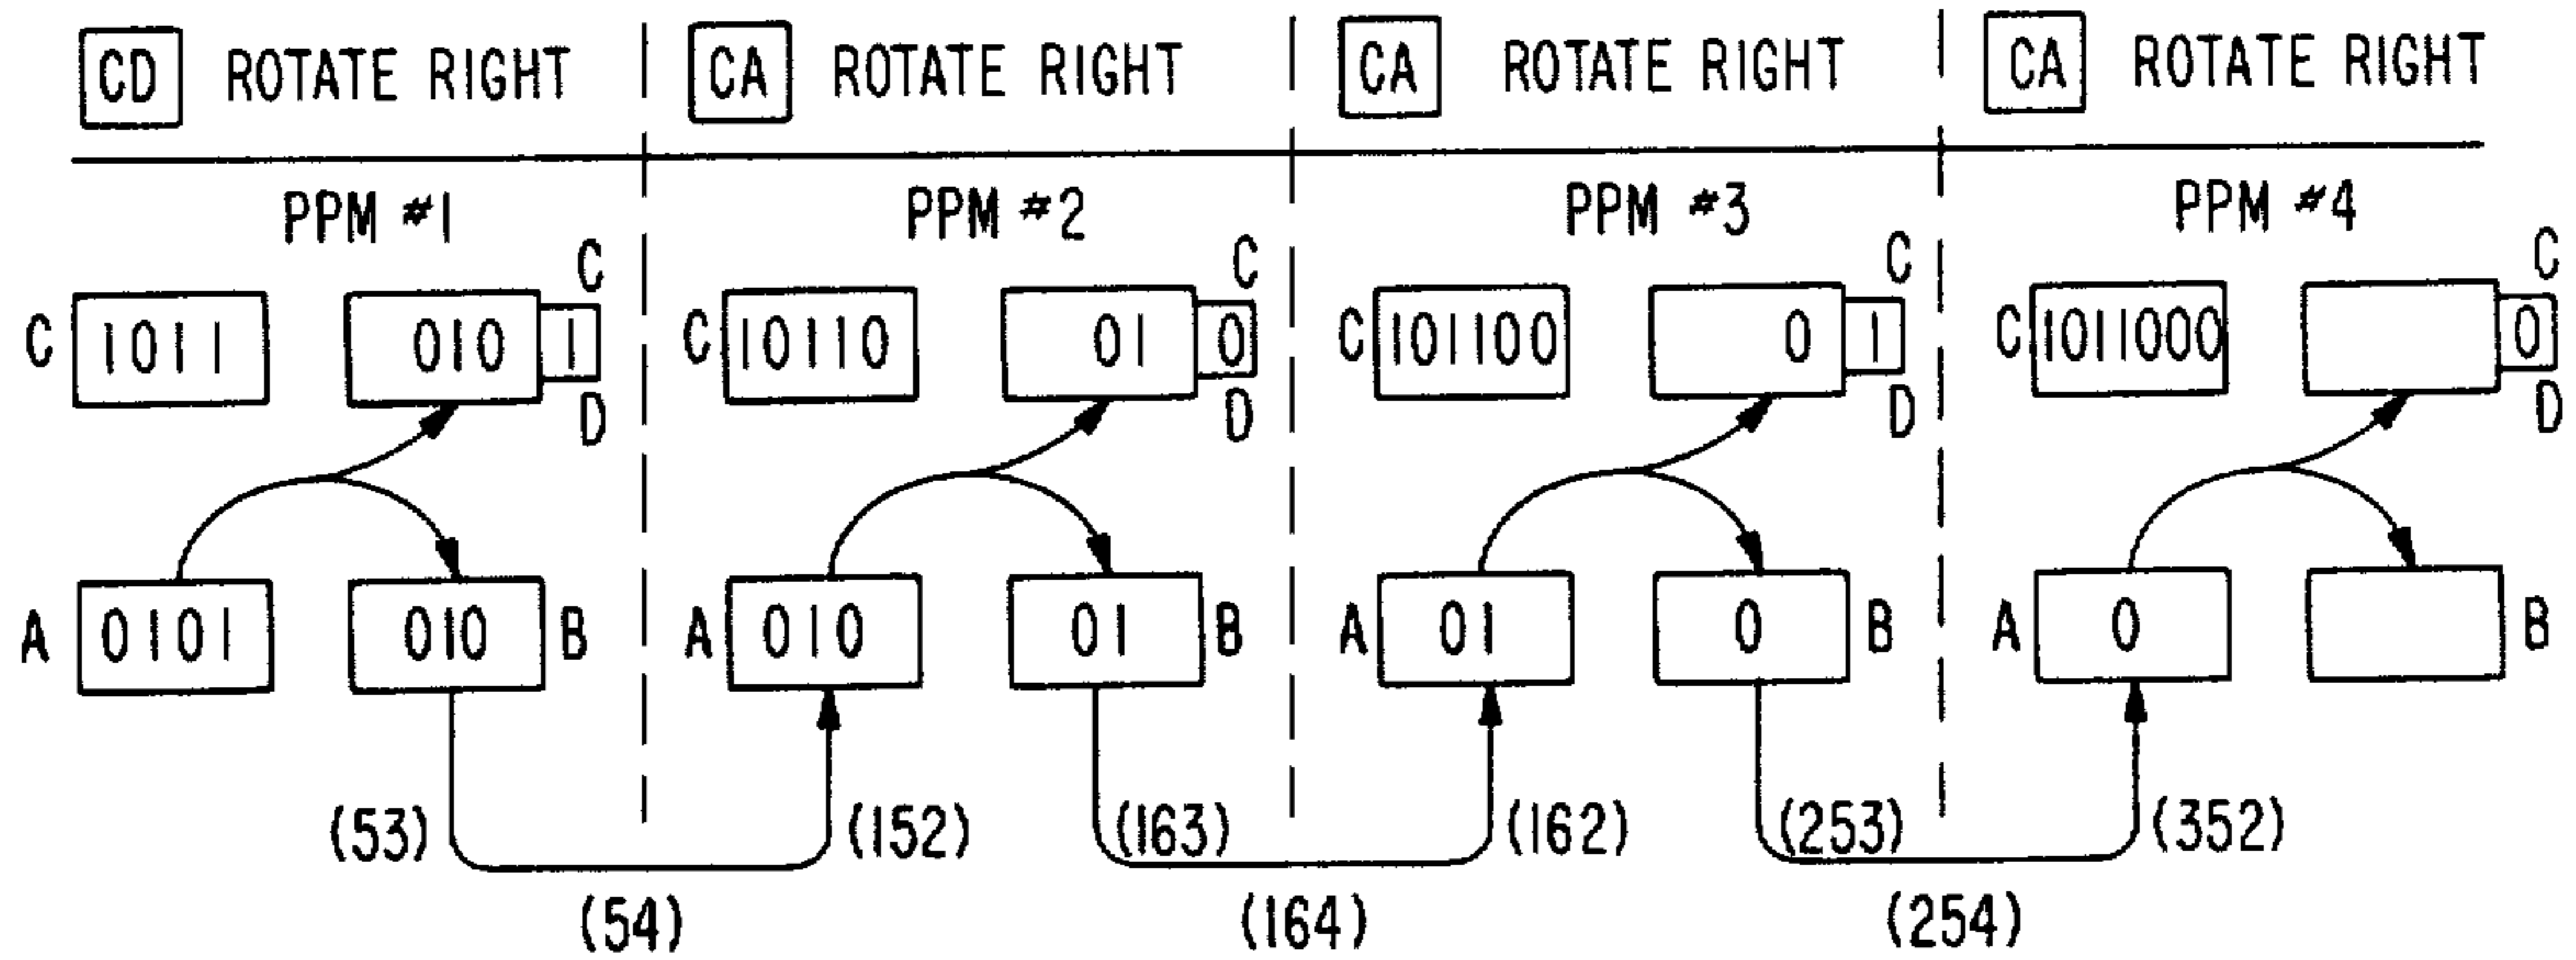 CD ROTATE RIGHT CA ROTATE RIGHT CA ROTATE RIGHT CA ROTATE RIGHT
PPM #1 PPM #2 PPM #3 PPM #4
C C C C
C 1011 010 1 C 10110 01 0 C 101100 0 1 C 1011000 0
D D D D
A 0101 010 B A 010 01 B A 01 0 B A 0 B
(53) (152) (163) (162) (253) (352)
(54) (164) (254)